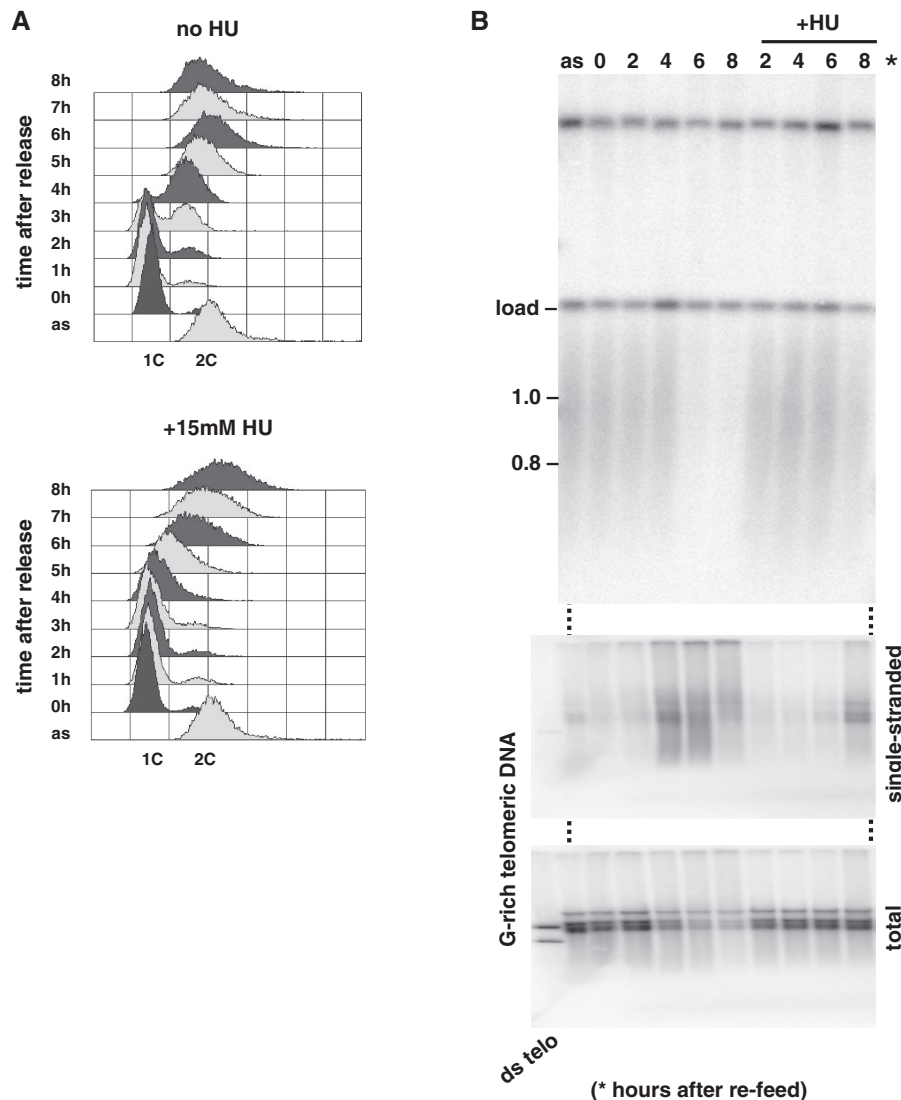 A
no HU
time after release
8h
7h
6h
5h
4h
3h
2h
1h
0h
as
1C 2C
+15mM HU
time after release
8h
7h
6h
5h
4h
3h
2h
1h
0h
as
1C 2C
B
+HU
as 0 2 4 6 8 2 4 6 8 *
load
1.0
0.8
G-rich telomeric DNA
single-stranded
total
ds telo
(* hours after re-feed)